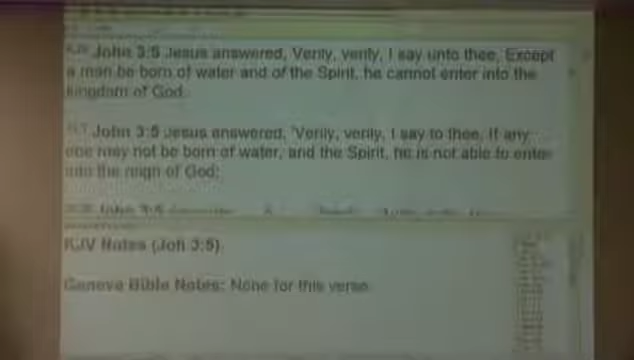 John 3:5 Jesus answered, Verily, verily, I say unto thee, Except
a man be born of water and of the Spirit, he cannot enter into the
kingdom of God.
John 3:5 Jesus answered, 'Verily, verily, I say to thee, If any
one may not be born of water, and the Spirit, he is not able to enter
into the reign of God;
KJV Notes (Joh 3:5)
Geneva Bible Notes: None for this verse